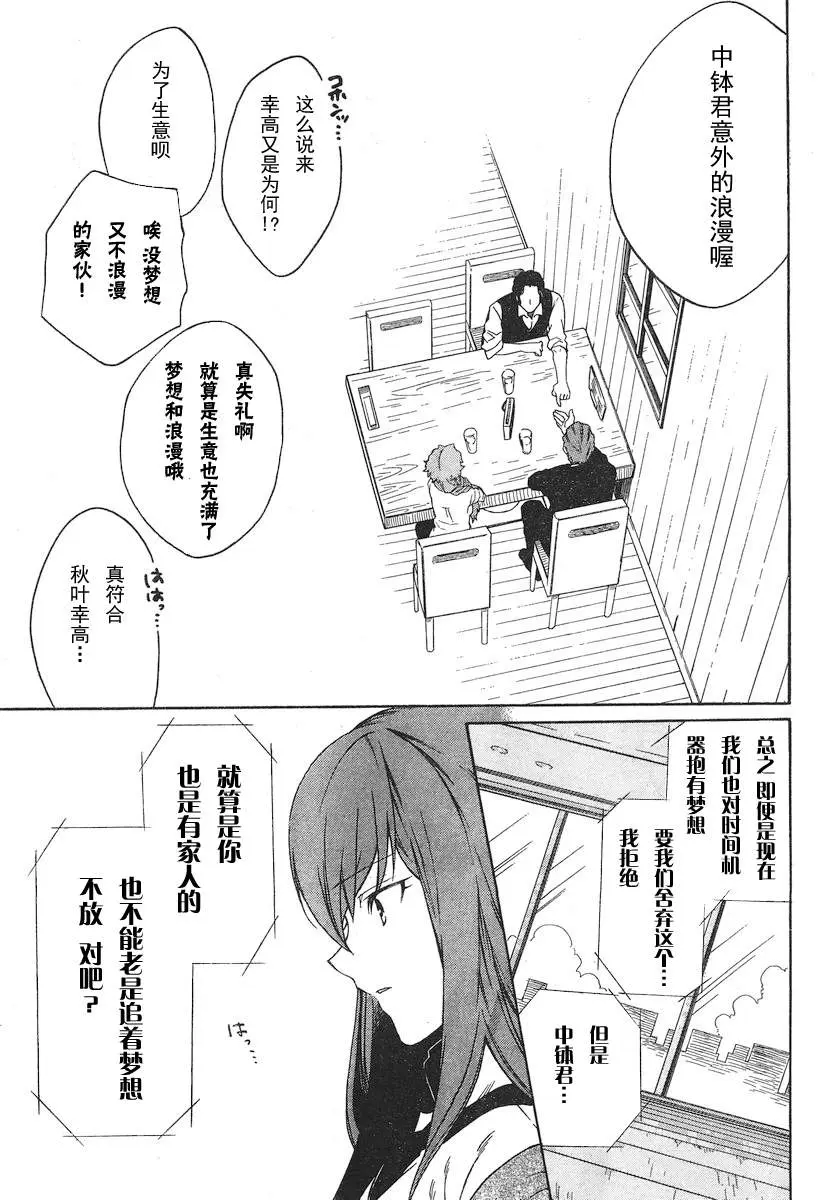 中钵君意外的浪漫喔
这么说来
幸高又是为何!?
コホンッ…
为了生意呗
唉 没梦想
又不浪漫
的家伙!
真失礼啊
就算是生意也充满了
梦想和浪漫哦
真符合
秋叶幸高…
はは…っ
总之 即便是现在
我们也对时间机
器抱有梦想
要我们舍弃这个…
我拒绝
但是
中钵君…
就算是你
也是有家人的
也不能老是追着梦想
不放 对吧?
はっ…